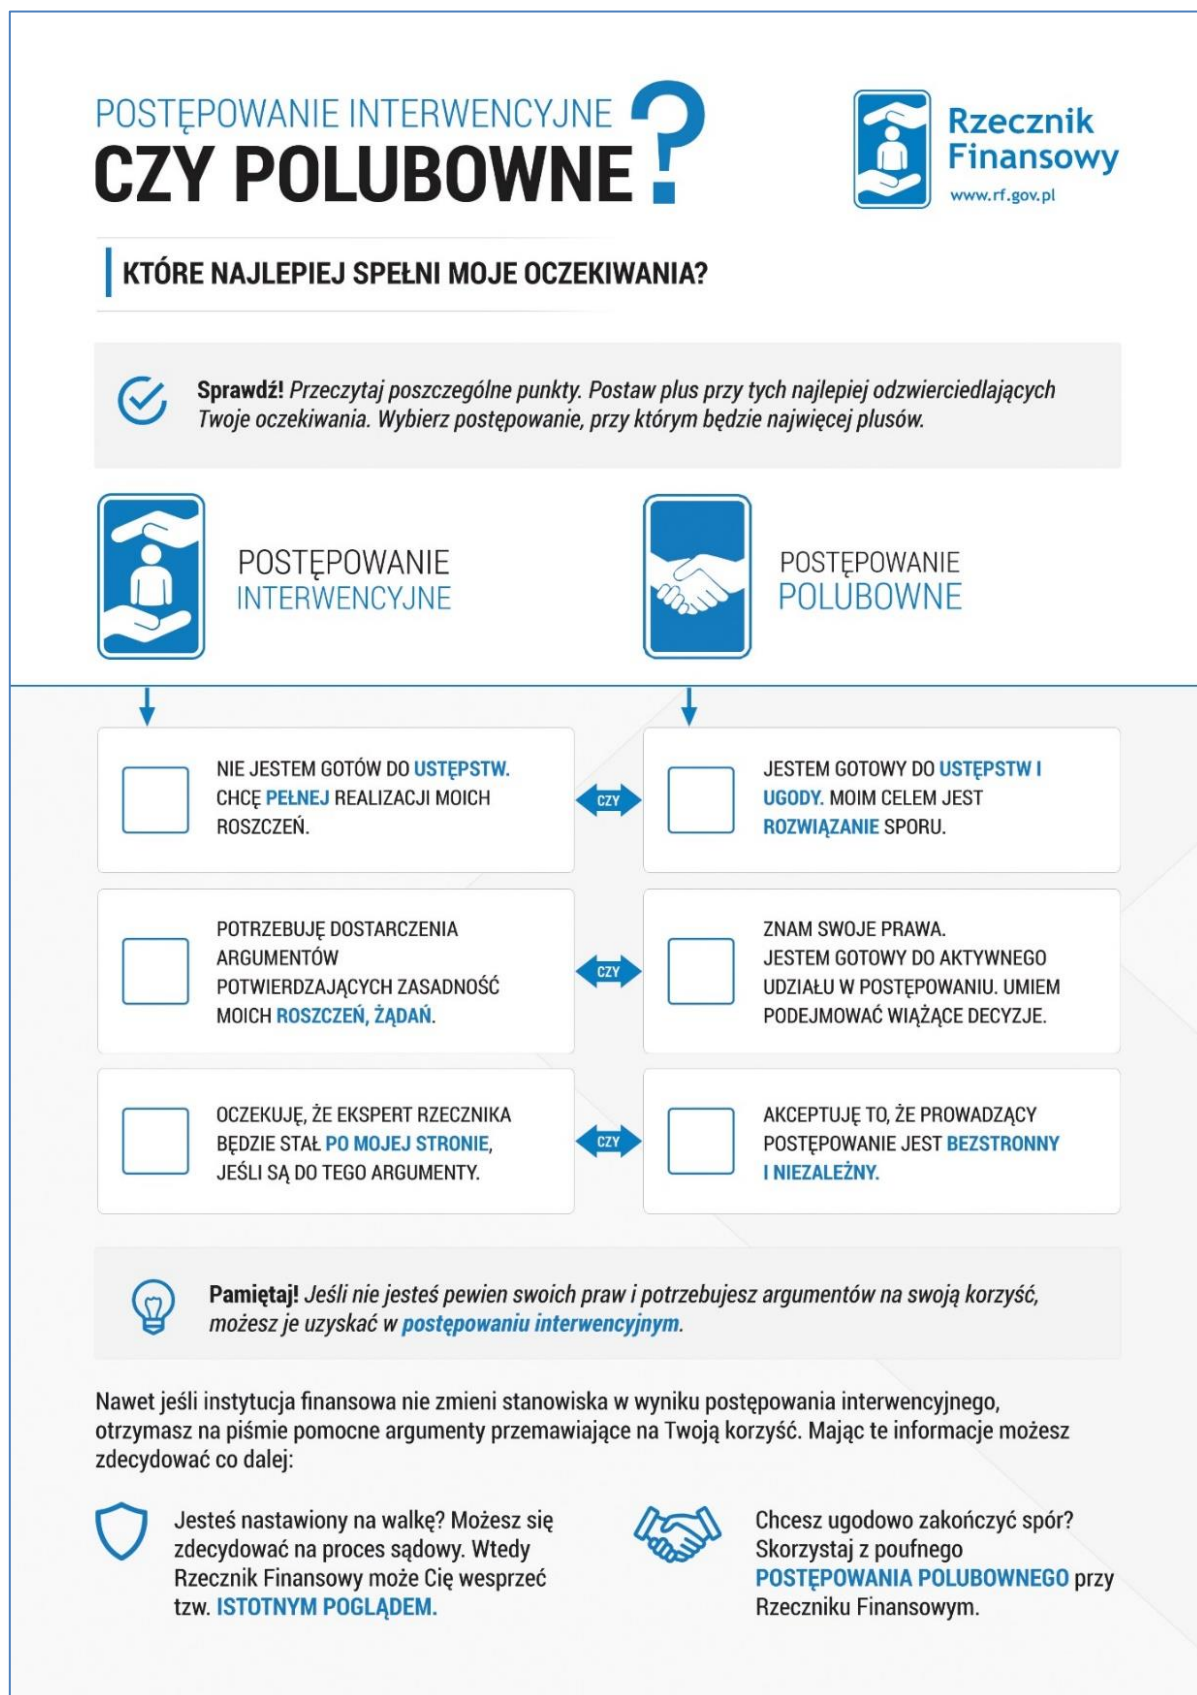 POSTĘPOWANIE INTERWENCYJNE
CZY POLUBOWNE?
Rzecznik
Finansowy
www.rf.gov.pl
KTÓRE NAJLEPIEJ SPEŁNI MOJE OCZEKIWANIA?
Sprawdź! Przeczytaj poszczególne punkty. Postaw plus przy tych najlepiej odzwierciedlających
Twoje oczekiwania. Wybierz postępowanie, przy którym będzie najwięcej plusów.
POSTĘPOWANIE
INTERWENCYJNE
POSTĘPOWANIE
POLUBOWNE
NIE JESTEM GOTÓW DO USTĘPSTW.
CHCĘ PEŁNEJ REALIZACJI MOICH
ROSZCZEŃ.
CZY
JESTEM GOTOWY DO USTĘPSTW I
UGODY. MOIM CELEM JEST
ROZWIĄZANIE SPORU.
POTRZEBUJĘ DOSTARCZENIA
ARGUMENTÓW
POTWIERDZAJĄCYCH ZASADNOŚĆ
MOICH ROSZCZEŃ, ŻĄDAŃ.
CZY
ZNAM SWOJE PRAWA.
JESTEM GOTOWY DO AKTYWNEGO
UDZIAŁU W POSTĘPOWANIU. UMIEM
PODEJMOWAĆ WIĄŻĄCE DECYZJE.
OCZEKUJĘ, ŻE EKSPERT RZECZNIKA
BĘDZIE STAŁ PO MOJEJ STRONIE,
JEŚLI SĄ DO TEGO ARGUMENTY.
CZY
AKCEPTUJĘ TO, ŻE PROWADZĄCY
POSTĘPOWANIE JEST BEZSTRONNY
I NIEZALEŻNY.
Pamiętaj! Jeśli nie jesteś pewien swoich praw i potrzebujesz argumentów na swoją korzyść,
możesz je uzyskać w postępowaniu interwencyjnym.
Nawet jeśli instytucja finansowa nie zmieni stanowiska w wyniku postępowania interwencyjnego,
otrzymasz na piśmie pomocne argumenty przemawiające na Twoją korzyść. Mając te informacje możesz
zdecydować co dalej:
Jesteś nastawiony na walkę? Możesz się
zdecydować na proces sądowy. Wtedy
Rzecznik Finansowy może Cię wesprzeć
tzw. ISTOTNYM POGLĄDEM.
Chcesz ugodowo zakończyć spór?
Skorzystaj z poufnego
POSTĘPOWANIA POLUBOWNEGO przy
Rzeczniku Finansowym.